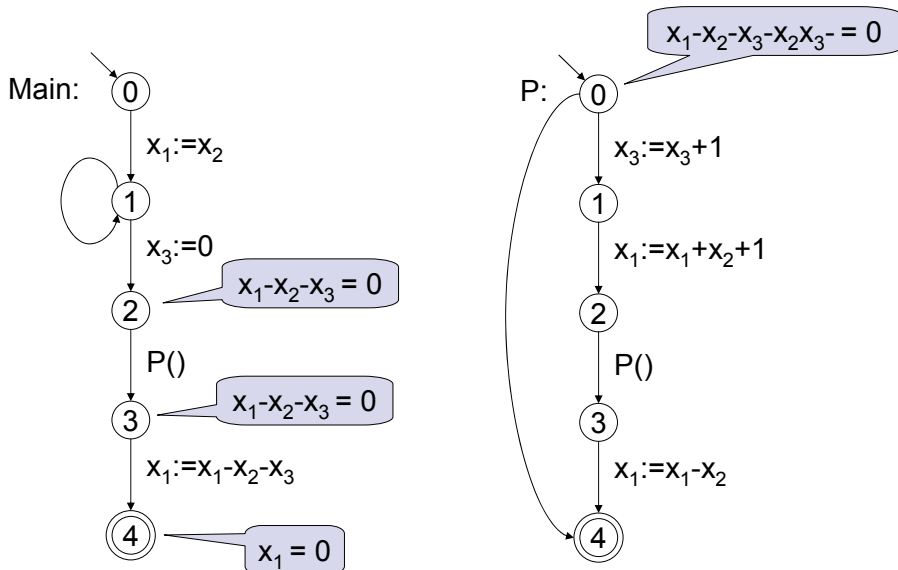 x₁-x₂-x₃-x₂x₃- = 0
Main:
0
P:
0
x₁:=x₂
x₃:=x₃+1
1
1
x₃:=0
x₁:=x₁+x₂+1
x₁-x₂-x₃ = 0
2
2
P()
P()
x₁-x₂-x₃ = 0
3
3
x₁:=x₁-x₂-x₃
x₁:=x₁-x₂
4
4
x₁ = 0